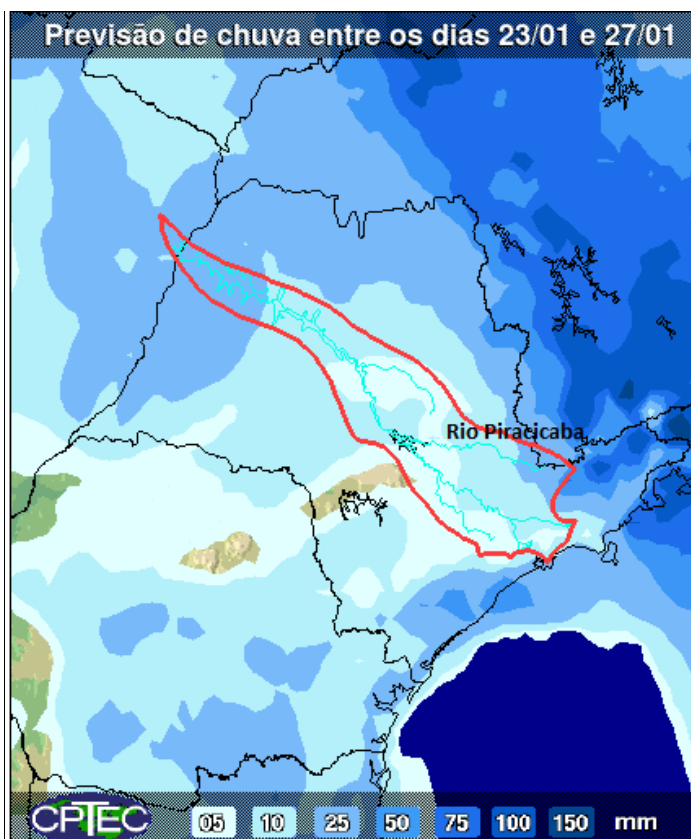 Previsão de chuva entre os dias 23/01 e 27/01
Rio Piracicaba
CPTEC 05 10 25 50 75 100 150 mm